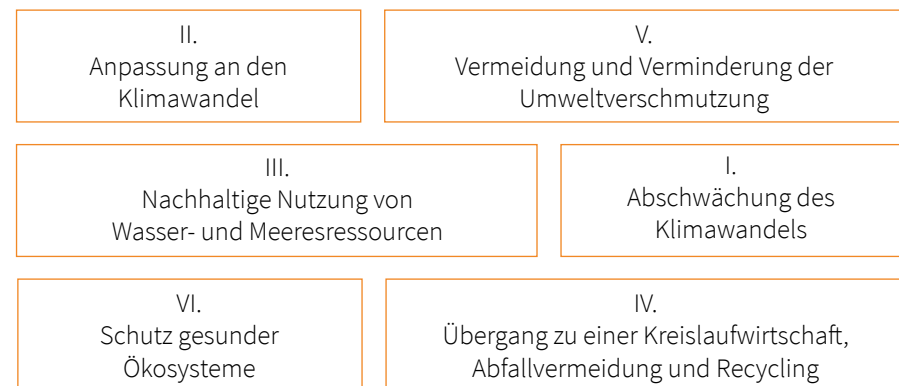 II.
Anpassung an den
Klimawandel
V.
Vermeidung und Verminderung der
Umweltverschmutzung
III.
Nachhaltige Nutzung von
Wasser- und Meeresressourcen
I.
Abschwächung des
Klimawandels
VI.
Schutz gesunder
Ökosysteme
IV.
Übergang zu einer Kreislaufwirtschaft,
Abfallvermeidung und Recycling